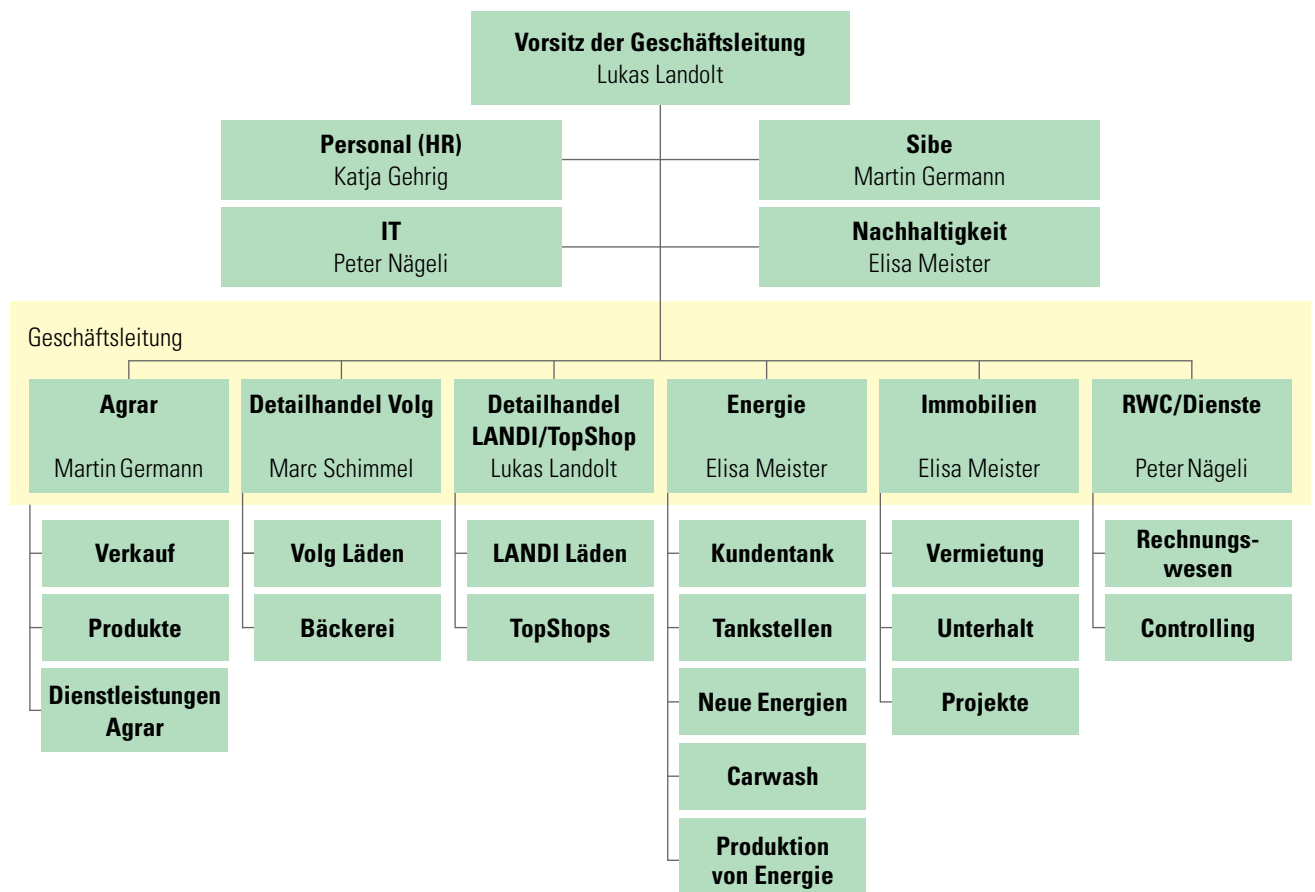 Vorsitz der Geschäftsleitung
Lukas Landolt
Personal (HR)
Katja Gehrig
Sibe
Martin Germann
IT
Peter Nägeli
Nachhaltigkeit
Elisa Meister
Geschäftsleitung
Agrar
Martin Germann
Detailhandel Volg
Marc Schimmel
Detailhandel
LANDI/TopShop
Lukas Landolt
Energie
Elisa Meister
Immobilien
Elisa Meister
RWC/Dienste
Peter Nägeli
Verkauf
Produkte
Dienstleistungen
Agrar
Volg Läden
Bäckerei
LANDI Läden
TopShops
Kundentank
Tankstellen
Neue Energien
Carwash
Produktion
von Energie
Vermietung
Unterhalt
Projekte
Rechnungs-
wesen
Controlling